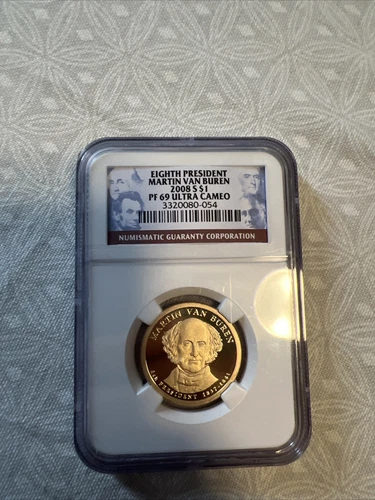 EIGHTH PRESIDENT
MARTIN VAN BUREN
2008 S $1
PF 69 ULTRA CAMEO
3320080-054
NUMISMATIC GUARANTY CORPORATION
MARTIN VAN BUREN
8th PRESIDENT 1837-1841